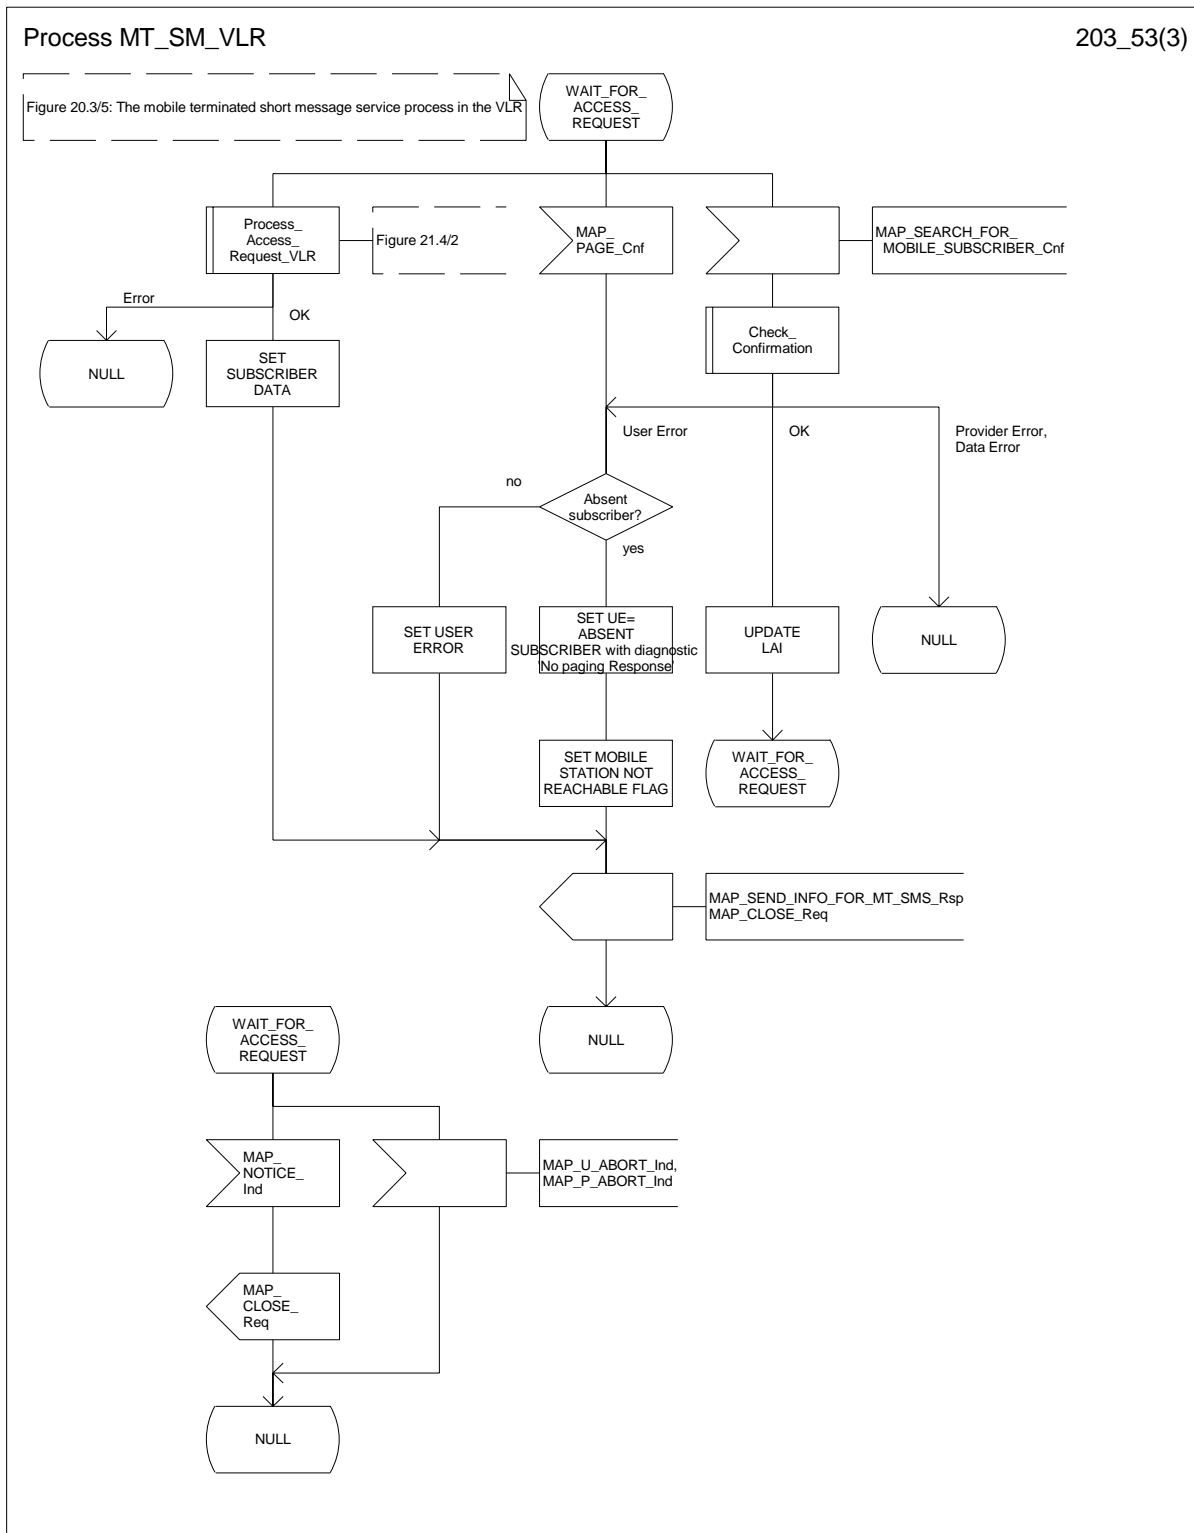 Process MT_SM_VLR
203_53(3)
Figure 20.3/5: The mobile terminated short message service process in the VLR
WAIT_FOR_
ACCESS_
REQUEST
Process_
Access_
Request_VLR
Figure 21.4/2
MAP_
PAGE_Cnf
MAP_SEARCH_FOR_
MOBILE_SUBSCRIBER_Cnf
Error
OK
Check_
Confirmation
NULL
SET
SUBSCRIBER
DATA
User Error
OK
Provider Error,
Data Error
no
Absent
subscriber?
yes
SET USER
ERROR
SET UE=
ABSENT
SUBSCRIBER with diagnostic
'No paging Response'
UPDATE
LAI
NULL
SET MOBILE
STATION NOT
REACHABLE FLAG
WAIT_FOR_
ACCESS_
REQUEST
MAP_SEND_INFO_FOR_MT_SMS_Rsp
MAP_CLOSE_Req
WAIT_FOR_
ACCESS_
REQUEST
NULL
MAP_
NOTICE_
Ind
MAP_U_ABORT_Ind,
MAP_P_ABORT_Ind
MAP_
CLOSE_
Req
NULL